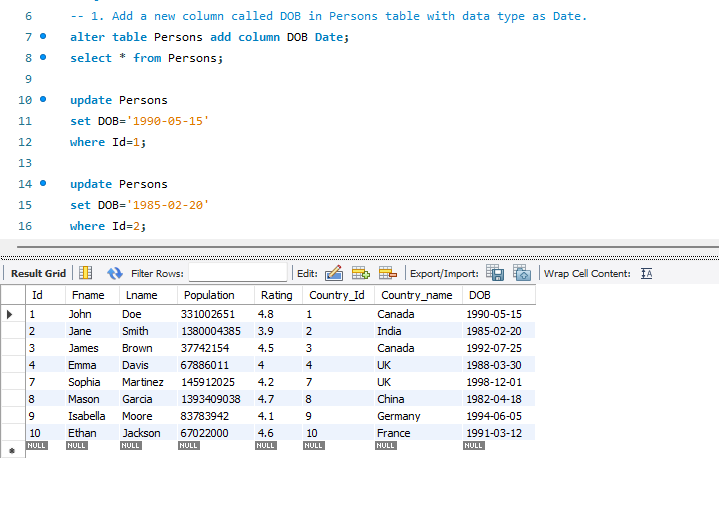 6 -- 1. Add a new column called DOB in Persons table with data type as Date.
7 alter table Persons add column DOB Date;
8 select * from Persons;
9
10 update Persons
11 set DOB='1990-05-15'
12 where Id=1;
13
14 update Persons
15 set DOB='1985-02-20'
16 where Id=2;
Result Grid Filter Rows: Edit: Export/Import: Wrap Cell Content: IA
Id Fname Lname Population Rating Country_Id Country_name DOB
1 John Doe 331002651 4.8 1 Canada 1990-05-15
2 Jane Smith 1380004385 3.9 2 India 1985-02-20
3 James Brown 37742154 4.5 3 Canada 1992-07-25
4 Emma Davis 67886011 4 4 UK 1988-03-30
7 Sophia Martinez 145912025 4.2 7 UK 1998-12-01
8 Mason Garcia 1393409038 4.7 8 China 1982-04-18
9 Isabella Moore 83783942 4.1 9 Germany 1994-06-05
10 Ethan Jackson 67022000 4.6 10 France 1991-03-12
NULL NULL NULL NULL NULL NULL NULL NULL